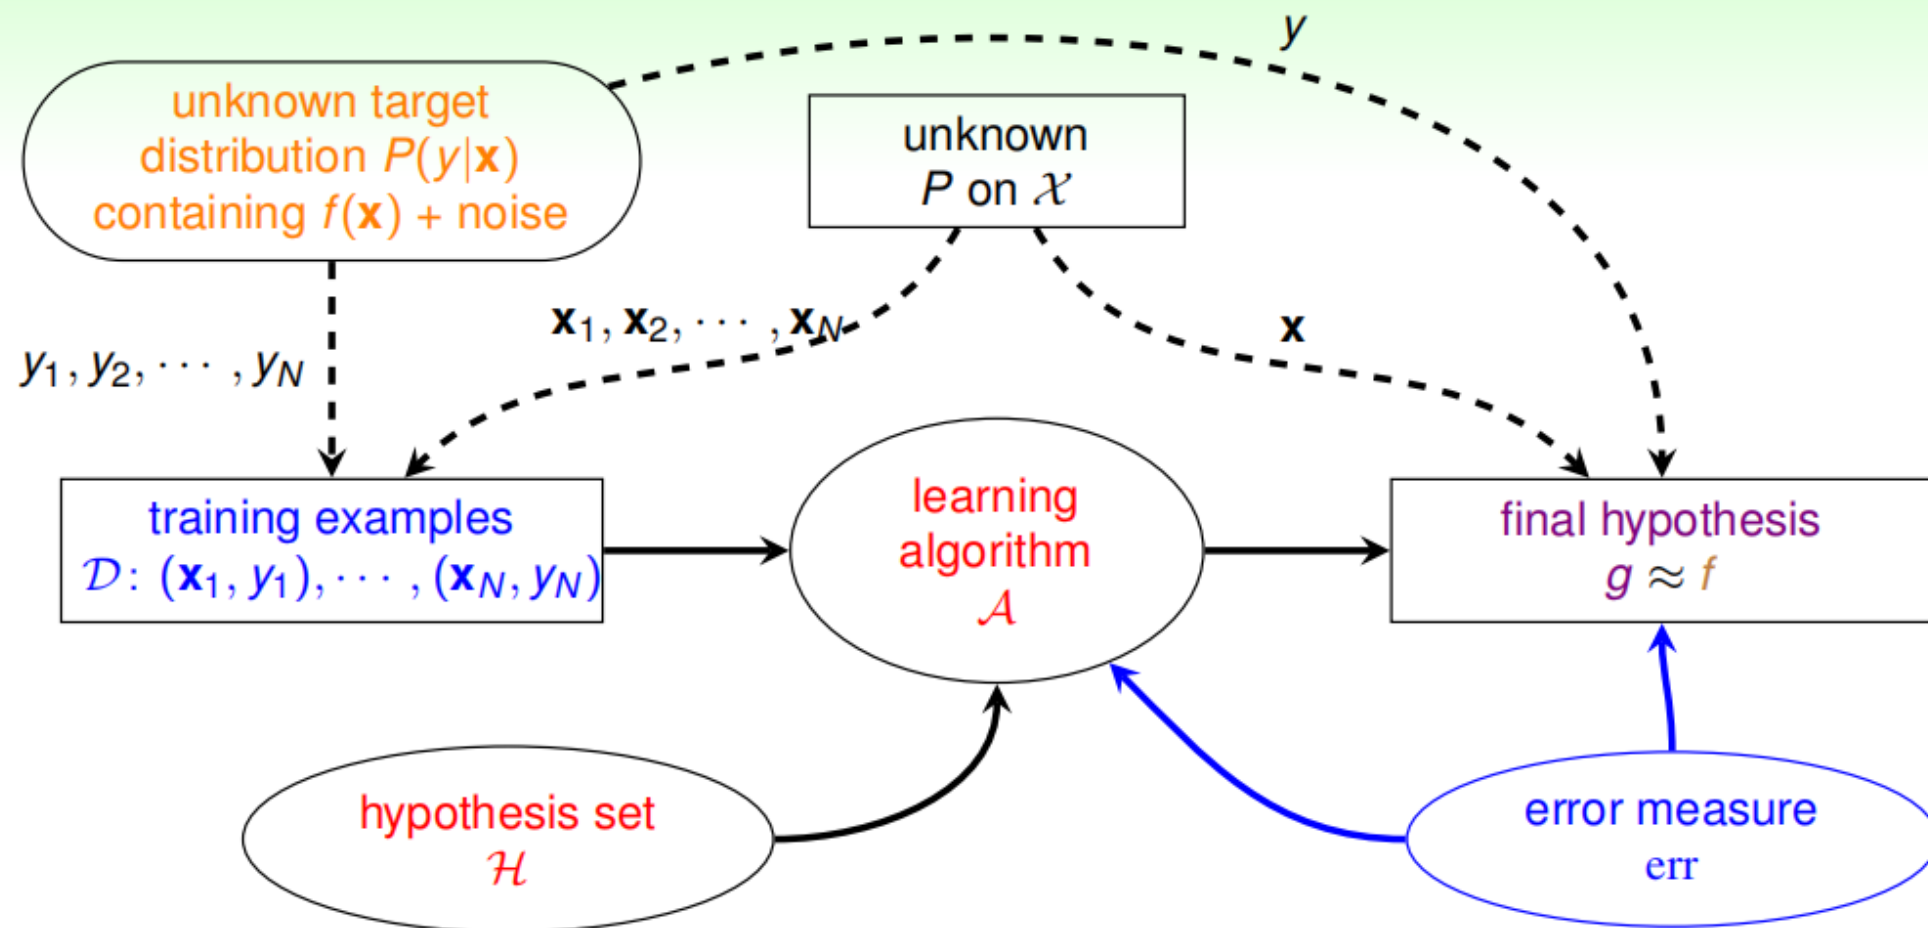 y
unknown target
distribution P(y|𝐱)
containing f(𝐱) + noise
unknown
P on 𝒳
y₁, y₂, ⋯ , y_N
𝐱₁, 𝐱₂, ⋯ , 𝐱_N
𝐱
training examples
𝒟: (𝐱₁, y₁), ⋯ , (𝐱_N, y_N)
learning
algorithm
𝒜
final hypothesis
g ≈ f
hypothesis set
ℋ
error measure
err